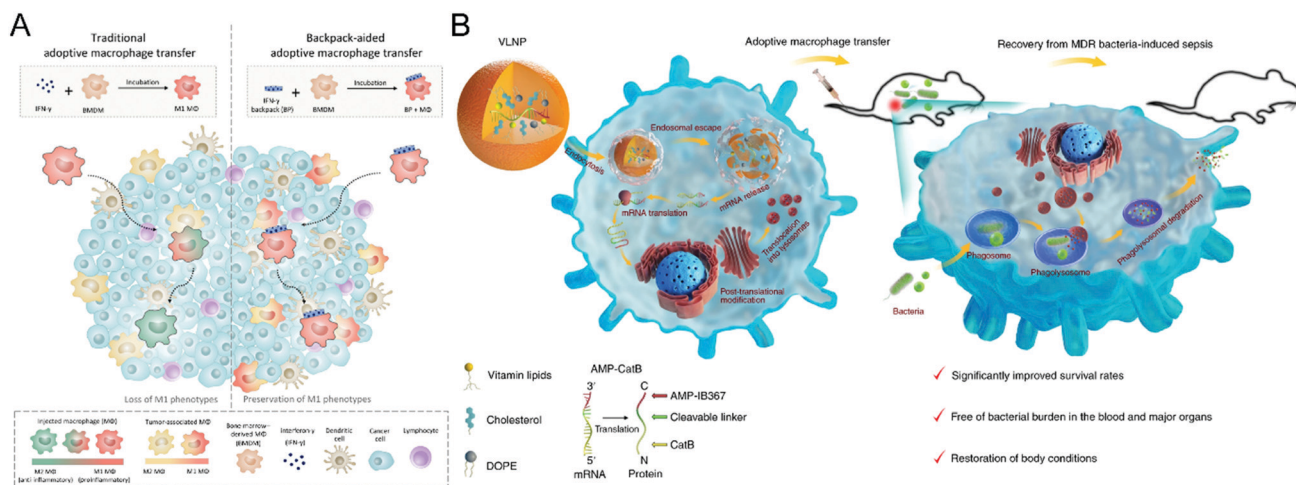 A
Traditional
adoptive macrophage transfer
IFN-γ
BMDM
Incubation
M1 MΦ
Backpack-aided
adoptive macrophage transfer
IFN-γ
backpack (BP)
BMDM
Incubation
BP + MΦ
Loss of M1 phenotypes
Preservation of M1 phenotypes
Injected macrophage (MΦ)
M2 MΦ
(anti-inflammatory)
M1 MΦ
(proinflammatory)
Tumor-associated MΦ
M2 MΦ
M1 MΦ
Bone-marrow-
derived MΦ
(BMDM)
Interferon-γ
(IFN-γ)
Dendritic
cell
Cancer
cell
Lymphocyte
B
VLNP
Endocytosis
Endosomal escape
mRNA release
mRNA translation
Post-translational
modification
Translocation
into lysosomes
Adoptive macrophage transfer
Recovery from MDR bacteria-induced sepsis
Bacteria
Phagosome
Phagolysosome
Phagolysosomal degradation
Vitamin lipids
Cholesterol
DOPE
AMP-CatB
3′
5′
mRNA
Translation
C
N
Protein
AMP-IB367
Cleavable linker
CatB
✓ Significantly improved survival rates
✓ Free of bacterial burden in the blood and major organs
✓ Restoration of body conditions